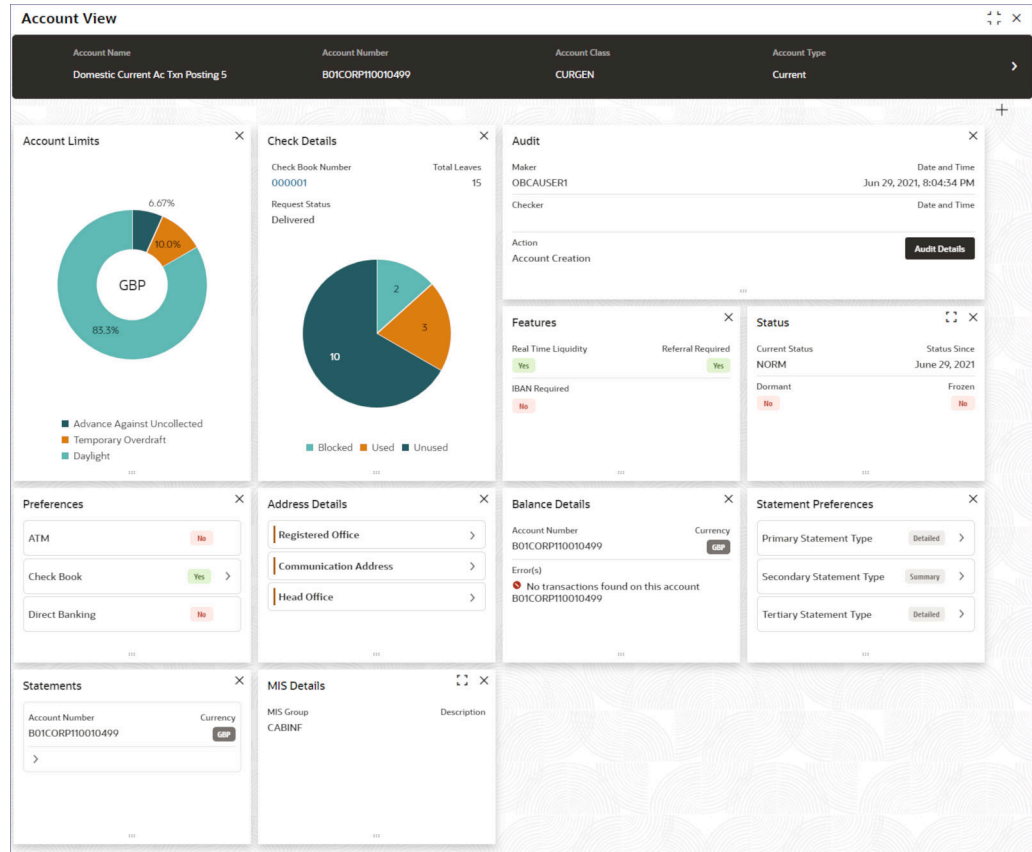 Account View
Account Name Account Number Account Class Account Type
Domestic Current Ac Txn Posting 5 B01CORP110010499 CURGEN Current
Account Limits
6.67%
10.0%
GBP
83.3%
Advance Against Uncollected
Temporary Overdraft
Daylight
Check Details
Check Book Number Total Leaves
000001 15
Request Status
Delivered
2
3
10
Blocked Used Unused
Audit
Maker Date and Time
OBCAUSER1 Jun 29, 2021, 8:04:34 PM
Checker Date and Time
Action
Account Creation
Audit Details
Features
Real Time Liquidity Referral Required
Yes Yes
IBAN Required
No
Status
Current Status Status Since
NORM June 29, 2021
Dormant Frozen
No No
Preferences
ATM No
Check Book Yes
Direct Banking No
Address Details
Registered Office
Communication Address
Head Office
Balance Details
Account Number Currency
B01CORP110010499 GBP
Error(s)
No transactions found on this account
B01CORP110010499
Statement Preferences
Primary Statement Type Detailed
Secondary Statement Type Summary
Tertiary Statement Type Detailed
Statements
Account Number Currency
B01CORP110010499 GBP
MIS Details
MIS Group Description
CABINF